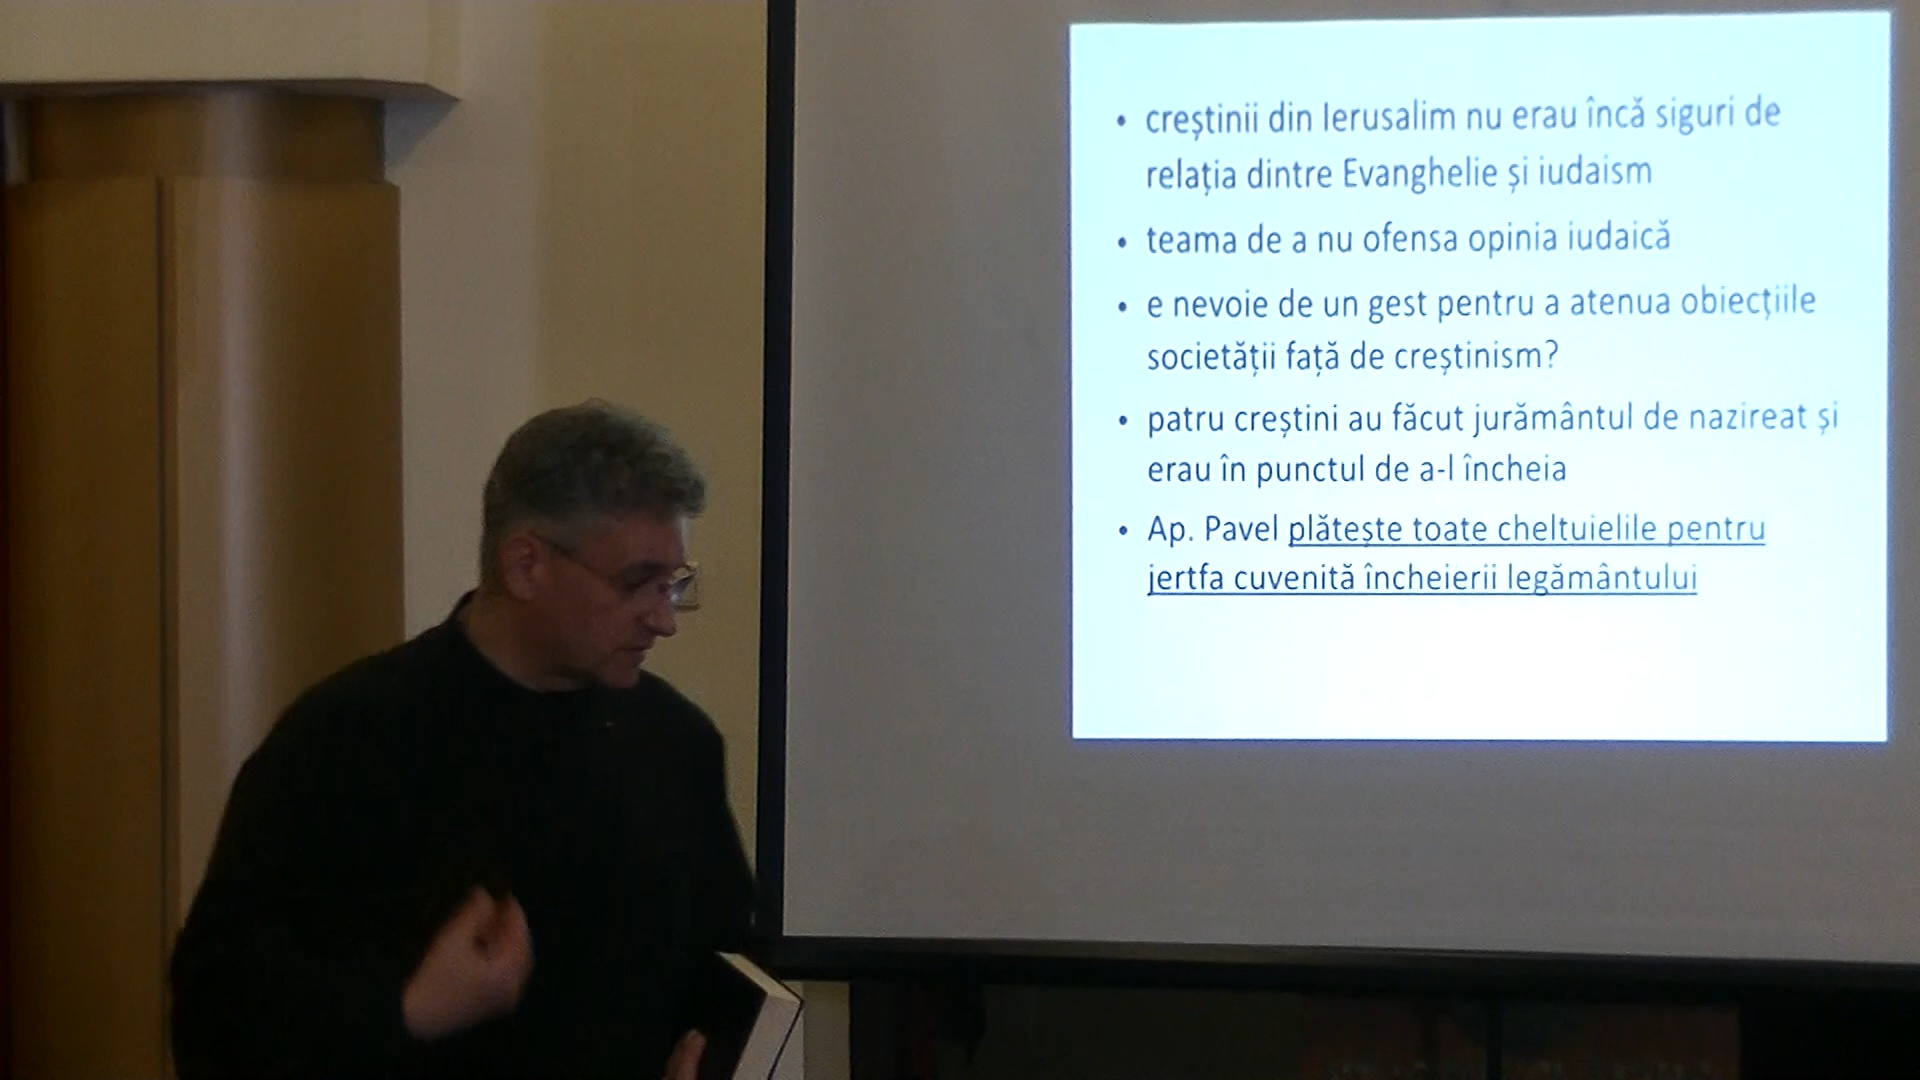 • creștinii din Ierusalim nu erau încă siguri de
relația dintre Evanghelie și iudaism
• teama de a nu ofensa opinia iudaică
• e nevoie de un gest pentru a atenua obiecțiile
societății față de creștinism?
• patru creștini au făcut jurământul de nazireat și
erau în punctul de a-l încheia
• Ap. Pavel plătește toate cheltuielile pentru
jertfa cuvenită încheierii legământului